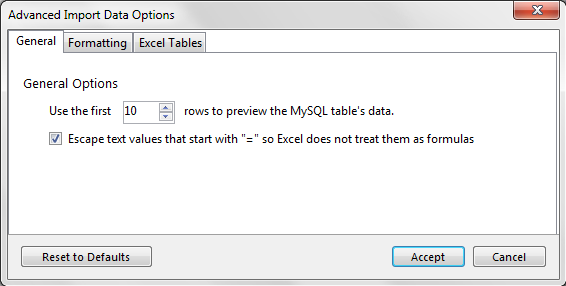 Advanced Import Data Options
General Formatting Excel Tables
General Options
Use the first 10 rows to preview the MySQL table's data.
Escape text values that start with "=" so Excel does not treat them as formulas
Reset to Defaults Accept Cancel